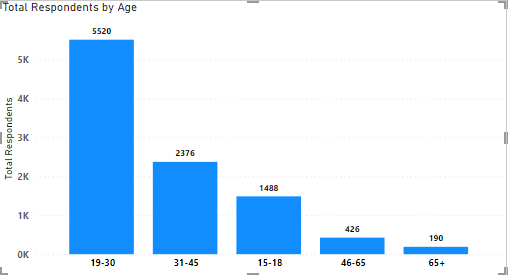 Total Respondents by Age
Total Respondents
5K
4K
3K
2K
1K
0K
5520
2376
1488
426
190
19-30
31-45
15-18
46-65
65+